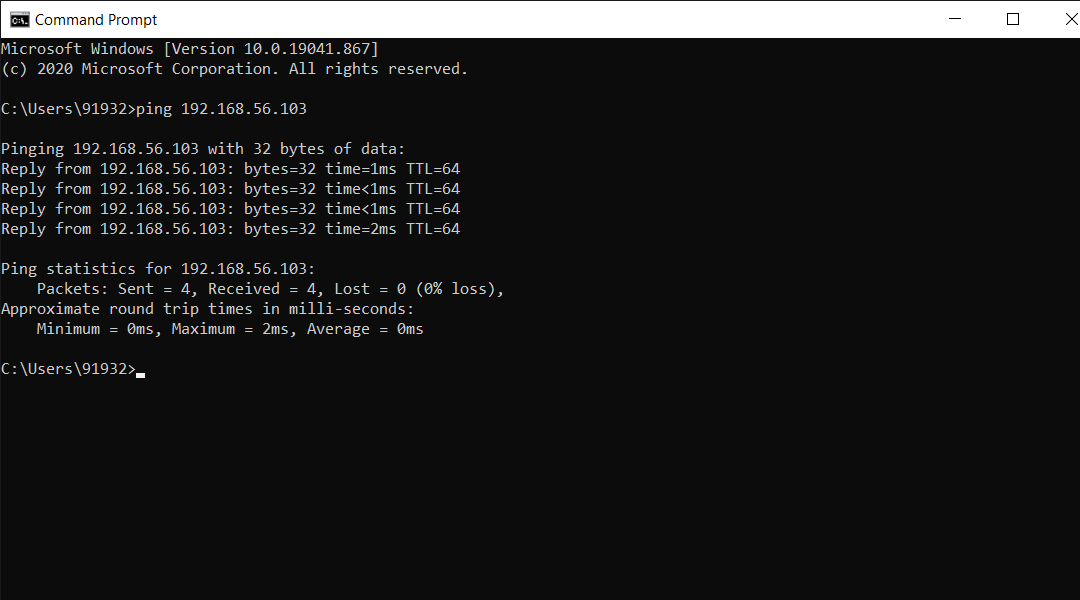 Command Prompt
Microsoft Windows [Version 10.0.19041.867]
(c) 2020 Microsoft Corporation. All rights reserved.
C:\Users\91932>ping 192.168.56.103
Pinging 192.168.56.103 with 32 bytes of data:
Reply from 192.168.56.103: bytes=32 time=1ms TTL=64
Reply from 192.168.56.103: bytes=32 time<1ms TTL=64
Reply from 192.168.56.103: bytes=32 time<1ms TTL=64
Reply from 192.168.56.103: bytes=32 time=2ms TTL=64
Ping statistics for 192.168.56.103:
    Packets: Sent = 4, Received = 4, Lost = 0 (0% loss),
Approximate round trip times in milli-seconds:
    Minimum = 0ms, Maximum = 2ms, Average = 0ms
C:\Users\91932>